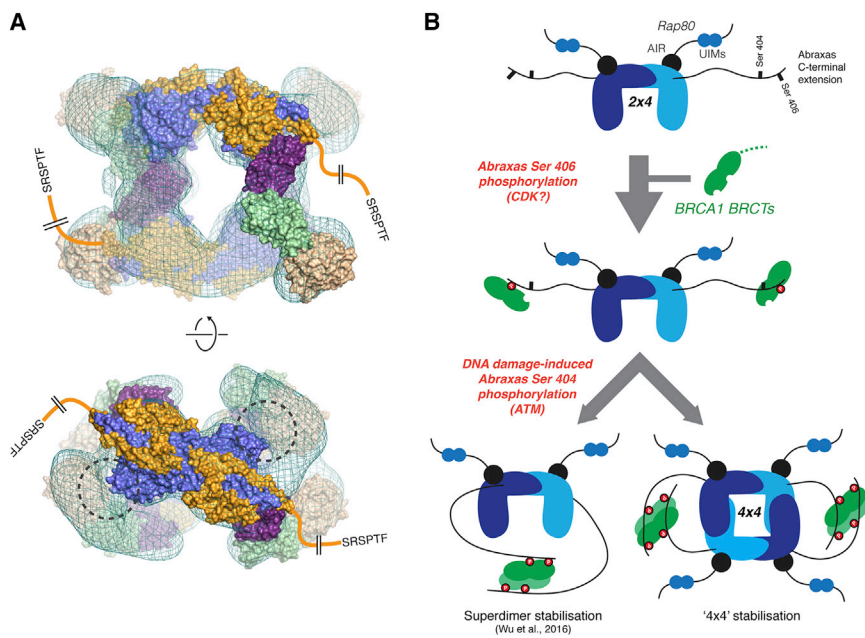 A
SRSPTF
SRSPTF
SRSPTF
SRSPTF
B
Rap80
AIR
UIMs
2x4
Ser 404
Ser 406
Abraxas
C-terminal
extension
Abraxas Ser 406
phosphorylation
(CDK?)
BRCA1 BRCTs
DNA damage-induced
Abraxas Ser 404
phosphorylation
(ATM)
4x4
Superdimer stabilisation
(Wu et al., 2016)
'4x4' stabilisation